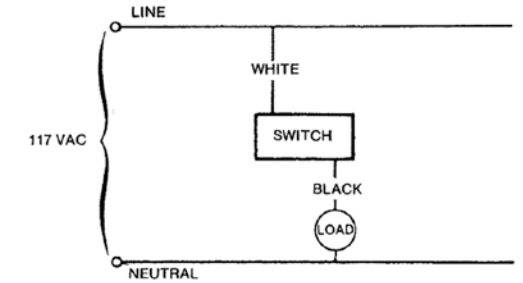 LINE
WHITE
117 VAC
SWITCH
BLACK
LOAD
NEUTRAL